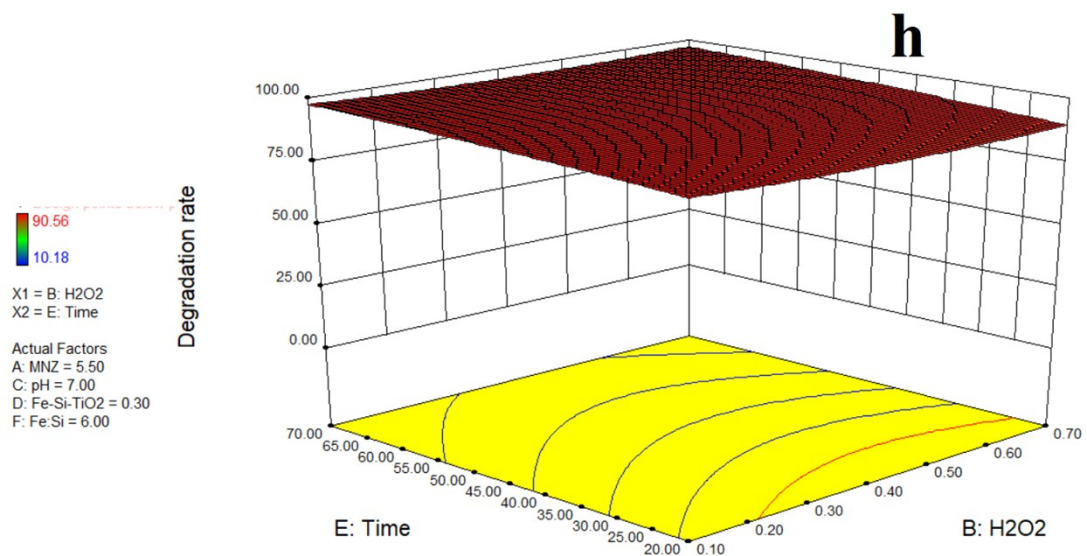 h
90.56
10.18
X1 = B: H2O2
X2 = E: Time
Actual Factors
A: MNZ = 5.50
C: pH = 7.00
D: Fe-Si-TiO2 = 0.30
F: Fe:Si = 6.00
Degradation rate
100.00
75.00
50.00
25.00
0.00
70.00
65.00
60.00
55.00
50.00
45.00
40.00
35.00
30.00
25.00
20.00
E: Time
0.10
0.20
0.30
0.40
0.50
0.60
0.70
B: H2O2